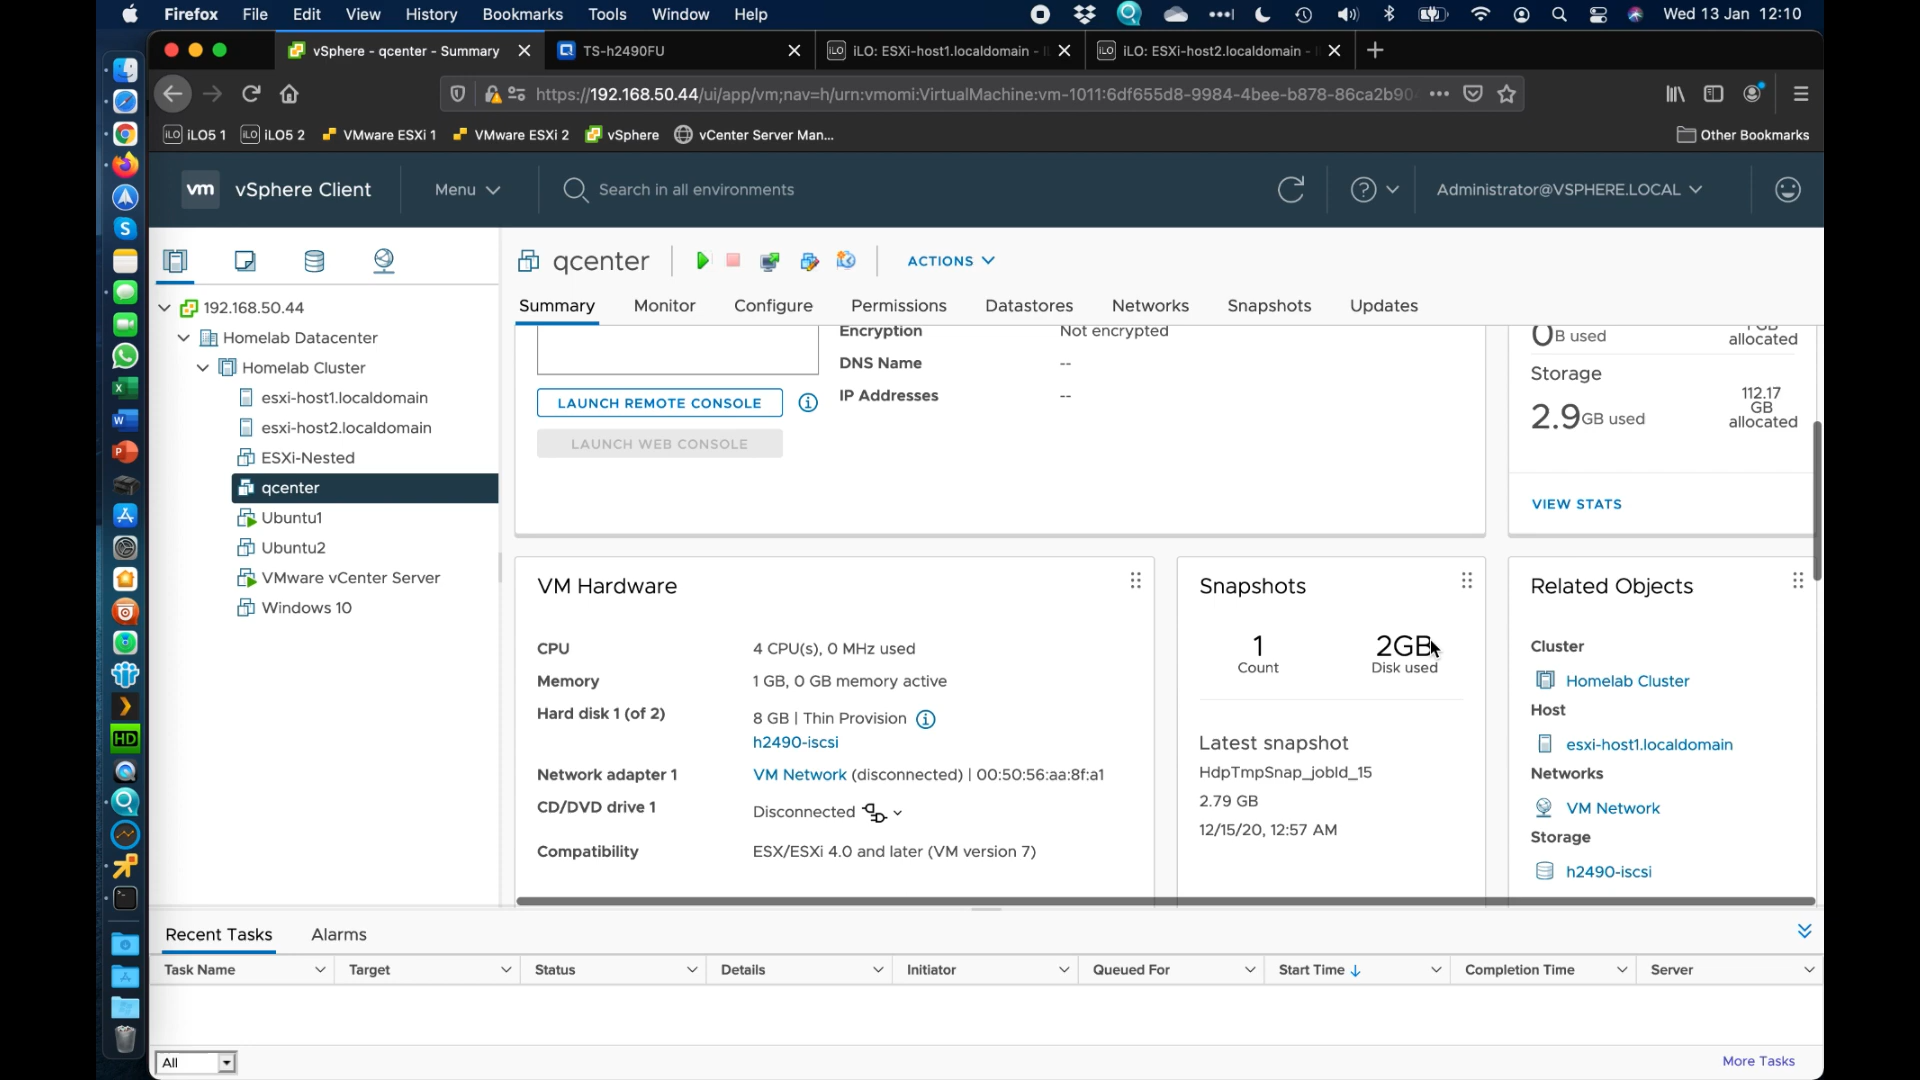 Firefox File Edit View History Bookmarks Tools Window Help Wed 13 Jan 12:10
vSphere - qcenter - Summary TS-h2490FU iLO: ESXi-host1.localdomain - iLO: ESXi-host2.localdomain -
https://192.168.50.44/ui/app/vm;nav=h/urn:vmomi:VirtualMachine:vm-1011:6df655d8-9984-4bee-b878-86ca2b90
iLO iLO5 1 iLO iLO5 2 VMware ESXi 1 VMware ESXi 2 vSphere vCenter Server Man... Other Bookmarks
vm vSphere Client Menu Search in all environments Administrator@VSPHERE.LOCAL
qcenter ACTIONS
Summary Monitor Configure Permissions Datastores Networks Snapshots Updates
192.168.50.44
Homelab Datacenter
Homelab Cluster
esxi-host1.localdomain
esxi-host2.localdomain
ESXi-Nested
qcenter
Ubuntu1
Ubuntu2
VMware vCenter Server
Windows 10
Encryption Not encrypted
DNS Name --
IP Addresses --
LAUNCH REMOTE CONSOLE
LAUNCH WEB CONSOLE
0 B used
allocated
Storage
2.9 GB used
112.17
GB
allocated
VIEW STATS
VM Hardware
CPU 4 CPU(s), 0 MHz used
Memory 1 GB, 0 GB memory active
Hard disk 1 (of 2) 8 GB | Thin Provision
h2490-iscsi
Network adapter 1 VM Network (disconnected) | 00:50:56:aa:8f:a1
CD/DVD drive 1 Disconnected
Compatibility ESX/ESXi 4.0 and later (VM version 7)
Snapshots
1 2GB
Count Disk used
Latest snapshot
HdpTmpSnap_jobId_15
2.79 GB
12/15/20, 12:57 AM
Related Objects
Cluster
Homelab Cluster
Host
esxi-host1.localdomain
Networks
VM Network
Storage
h2490-iscsi
Recent Tasks Alarms
Task Name Target Status Details Initiator Queued For Start Time Completion Time Server
All More Tasks